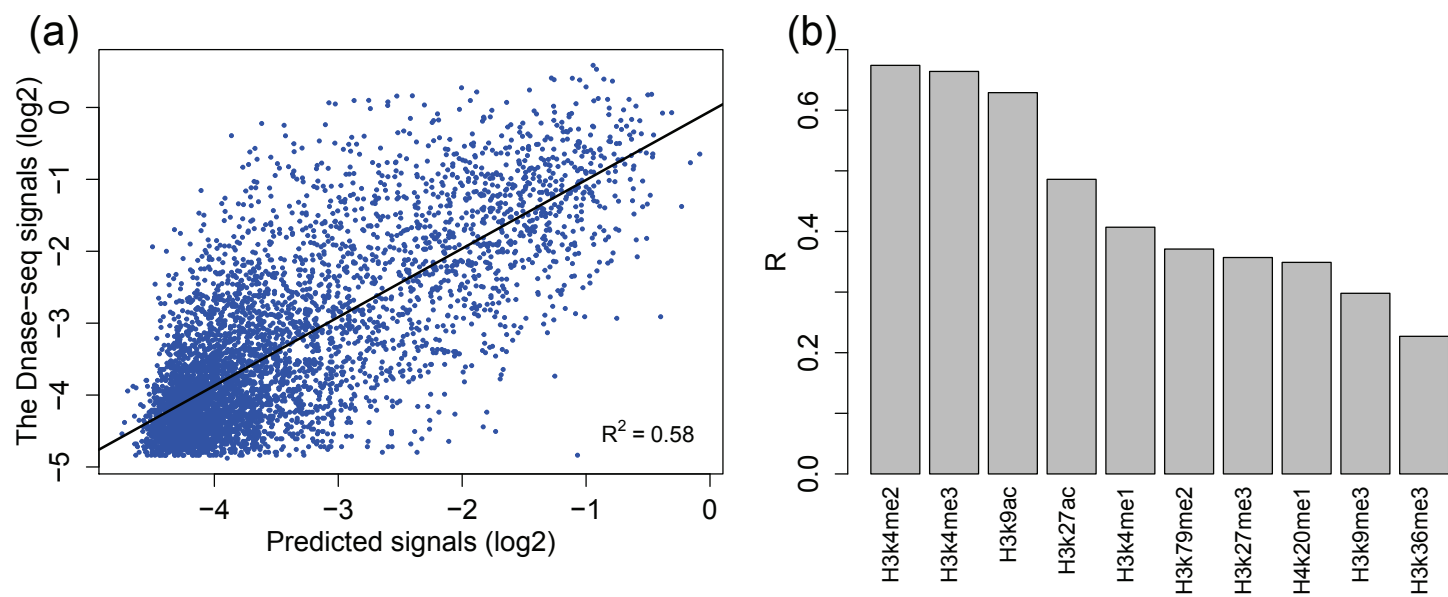 (a)
The Dnase−seq signals (log2)
0
−1
−2
−3
−4
−5
R² = 0.58
−4 −3 −2 −1 0
Predicted signals (log2)
(b)
R
0.6
0.4
0.2
0.0
H3k4me2
H3k4me3
H3k9ac
H3k27ac
H3k4me1
H3k79me2
H3k27me3
H4k20me1
H3k9me3
H3k36me3